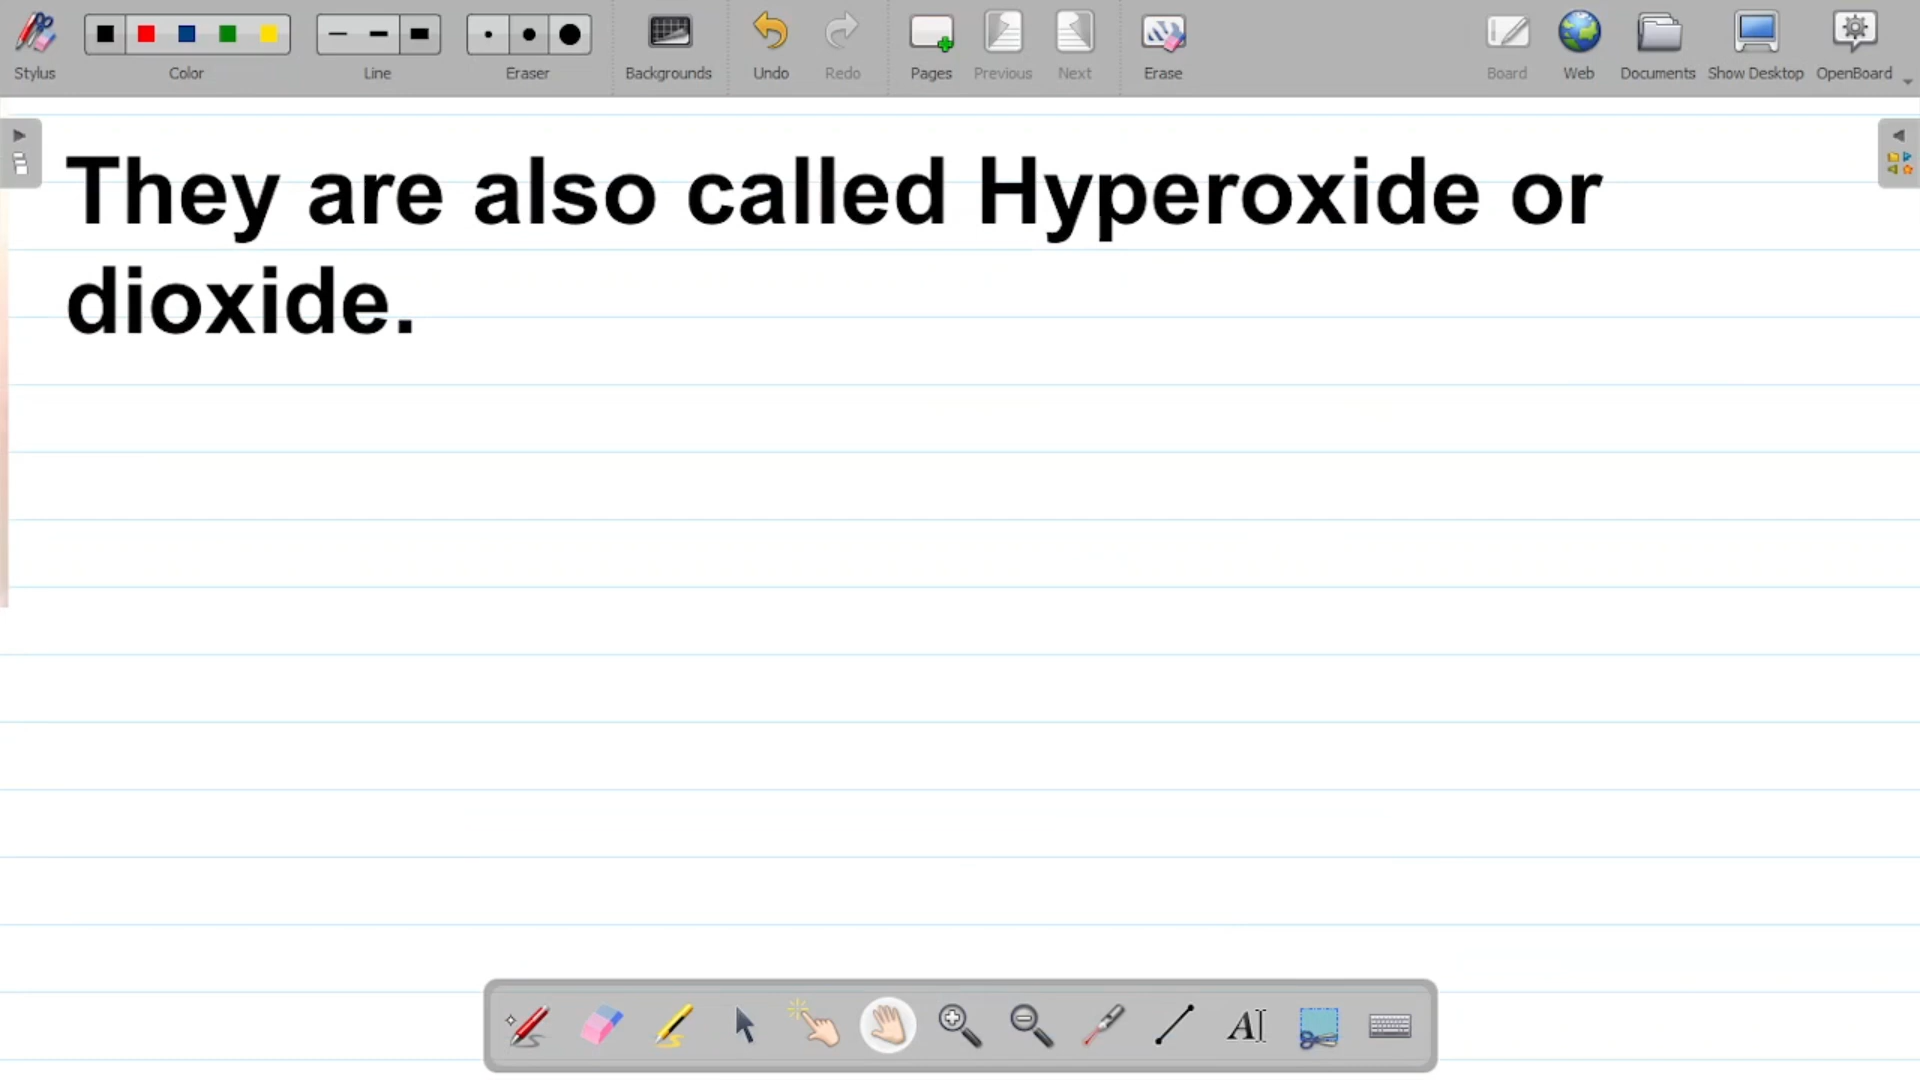 Stylus
Color
Line
Eraser
Backgrounds
Undo
Redo
Pages
Previous
Next
Erase
Board
Web
Documents
Show Desktop
OpenBoard
They are also called Hyperoxide or
dioxide.